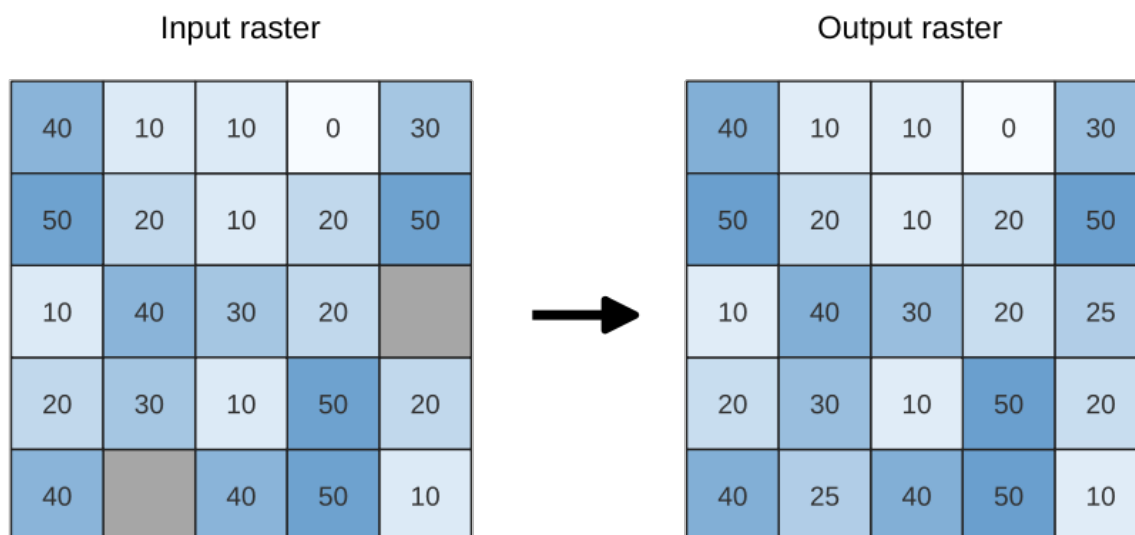 Input raster
Output raster
40 10 10 0 30
50 20 10 20 50
10 40 30 20
20 30 10 50 20
40 40 50 10
40 10 10 0 30
50 20 10 20 50
10 40 30 20 25
20 30 10 50 20
40 25 40 50 10